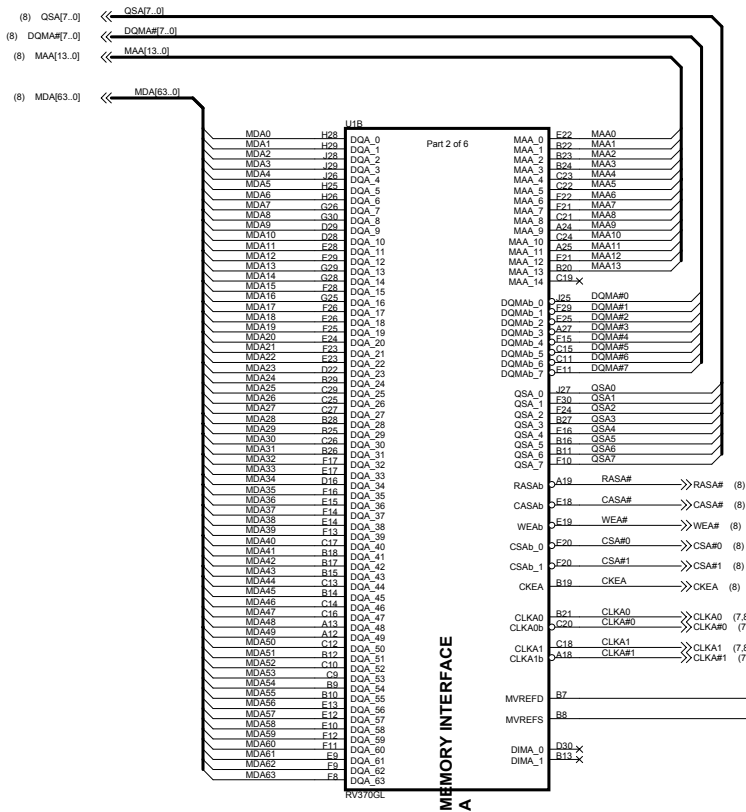 (8) QSA[7..0] QSA[7..0]
(8) DQMA#[7..0] DQMA#[7..0]
(8) MAA[13..0] MAA[13..0]
(8) MDA[63..0] MDA[63..0]
U1B
Part 2 of 6
MDA0 H28 DQA_0
MDA1 H29 DQA_1
MDA2 J28 DQA_2
MDA3 J29 DQA_3
MDA4 J26 DQA_4
MDA5 H25 DQA_5
MDA6 H26 DQA_6
MDA7 G26 DQA_7
MDA8 G30 DQA_8
MDA9 D29 DQA_9
MDA10 D28 DQA_10
MDA11 E28 DQA_11
MDA12 E29 DQA_12
MDA13 G29 DQA_13
MDA14 G28 DQA_14
MDA15 F28 DQA_15
MDA16 G25 DQA_16
MDA17 F26 DQA_17
MDA18 E26 DQA_18
MDA19 F25 DQA_19
MDA20 E24 DQA_20
MDA21 F23 DQA_21
MDA22 E23 DQA_22
MDA23 D22 DQA_23
MDA24 B29 DQA_24
MDA25 C29 DQA_25
MDA26 C25 DQA_26
MDA27 C27 DQA_27
MDA28 B28 DQA_28
MDA29 B25 DQA_29
MDA30 C26 DQA_30
MDA31 B26 DQA_31
MDA32 F17 DQA_32
MDA33 E17 DQA_33
MDA34 D16 DQA_34
MDA35 F16 DQA_35
MDA36 E15 DQA_36
MDA37 F14 DQA_37
MDA38 E14 DQA_38
MDA39 F13 DQA_39
MDA40 C17 DQA_40
MDA41 B18 DQA_41
MDA42 B17 DQA_42
MDA43 B15 DQA_43
MDA44 C13 DQA_44
MDA45 B14 DQA_45
MDA46 C14 DQA_46
MDA47 C16 DQA_47
MDA48 A13 DQA_48
MDA49 A12 DQA_49
MDA50 C12 DQA_50
MDA51 B12 DQA_51
MDA52 C10 DQA_52
MDA53 C9 DQA_53
MDA54 B9 DQA_54
MDA55 B10 DQA_55
MDA56 E13 DQA_56
MDA57 E12 DQA_57
MDA58 E10 DQA_58
MDA59 F12 DQA_59
MDA60 F11 DQA_60
MDA61 E9 DQA_61
MDA62 F9 DQA_62
MDA63 F8 DQA_63
RV370GL
MEMORY INTERFACE
A
MAA_0 E22 MAA0
MAA_1 B22 MAA1
MAA_2 B23 MAA2
MAA_3 B24 MAA3
MAA_4 C23 MAA4
MAA_5 C22 MAA5
MAA_6 F22 MAA6
MAA_7 F21 MAA7
MAA_8 C21 MAA8
MAA_9 A24 MAA9
MAA_10 C24 MAA10
MAA_11 A25 MAA11
MAA_12 E21 MAA12
MAA_13 B20 MAA13
MAA_14 C19
DQMAb_0 J25 DQMA#0
DQMAb_1 F29 DQMA#1
DQMAb_2 E25 DQMA#2
DQMAb_3 A27 DQMA#3
DQMAb_4 F15 DQMA#4
DQMAb_5 C15 DQMA#5
DQMAb_6 C11 DQMA#6
DQMAb_7 E11 DQMA#7
QSA_0 J27 QSA0
QSA_1 F30 QSA1
QSA_2 F24 QSA2
QSA_3 B27 QSA3
QSA_4 E16 QSA4
QSA_5 B16 QSA5
QSA_6 B11 QSA6
QSA_7 F10 QSA7
RASAb A19 RASA# RASA# (8)
CASAb E18 CASA# CASA# (8)
WEAb E19 WEA# WEA# (8)
CSAb_0 E20 CSA#0 CSA#0 (8)
CSAb_1 F20 CSA#1 CSA#1 (8)
CKEA B19 CKEA CKEA (8)
CLKA0 B21 CLKA0 CLKA0 (7,8
CLKA0b C20 CLKA#0 CLKA#0 (7
CLKA1 C18 CLKA1 CLKA1 (7,8
CLKA1b A18 CLKA#1 CLKA#1 (7
MVREFD B7
MVREFS B8
DIMA_0 D30
DIMA_1 B13